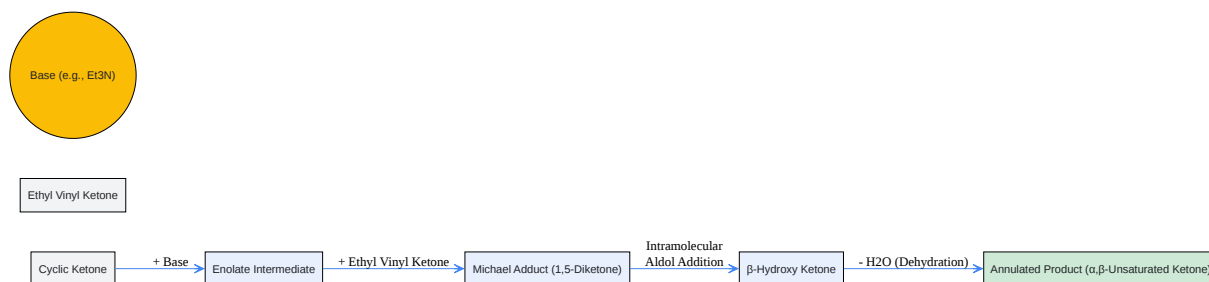 Base (e.g., Et3N)
Ethyl Vinyl Ketone
Cyclic Ketone
+ Base
Enolate Intermediate
+ Ethyl Vinyl Ketone
Michael Adduct (1,5-Diketone)
Intramolecular
Aldol Addition
β-Hydroxy Ketone
- H2O (Dehydration)
Annulated Product (α,β-Unsaturated Ketone)